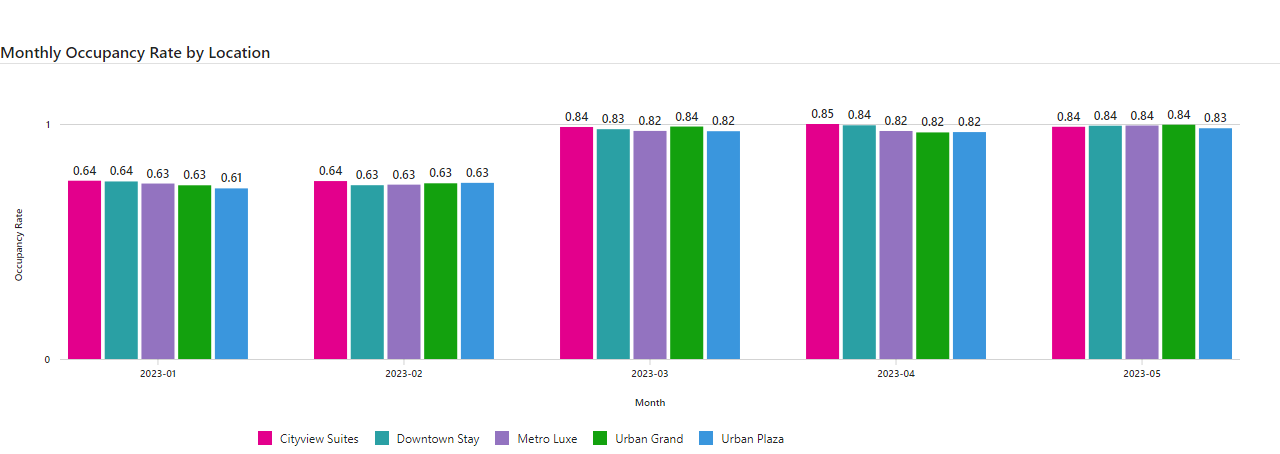 Monthly Occupancy Rate by Location
1
0.64 0.64 0.63 0.63 0.61
0.64 0.63 0.63 0.63 0.63
0.84 0.83 0.82 0.84 0.82
0.85 0.84 0.82 0.82 0.82
0.84 0.84 0.84 0.84 0.83
Occupancy Rate
0
2023-01 2023-02 2023-03 2023-04 2023-05
Month
Cityview Suites Downtown Stay Metro Luxe Urban Grand Urban Plaza